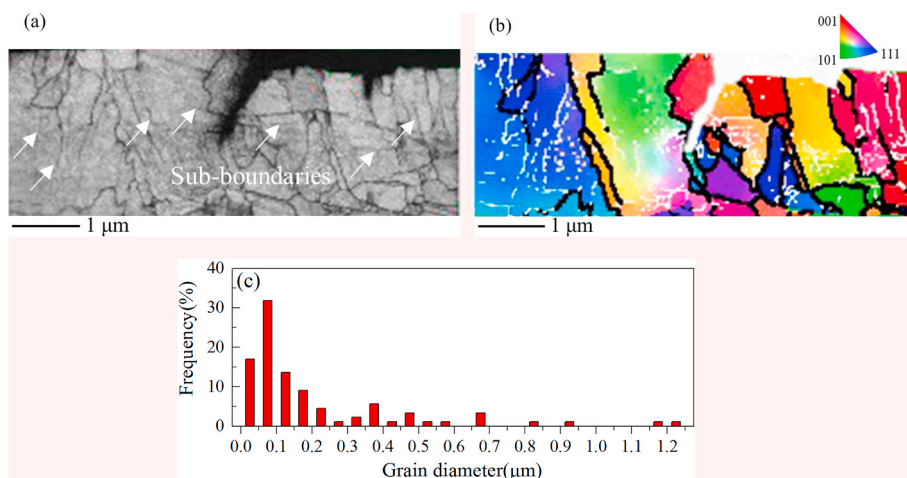 (a)
Sub-boundaries
1 μm
(b)
001
101
111
1 μm
(c)
Frequency(%)
40
30
20
10
0
0.0 0.1 0.2 0.3 0.4 0.5 0.6 0.7 0.8 0.9 1.0 1.1 1.2
Grain diameter(μm)